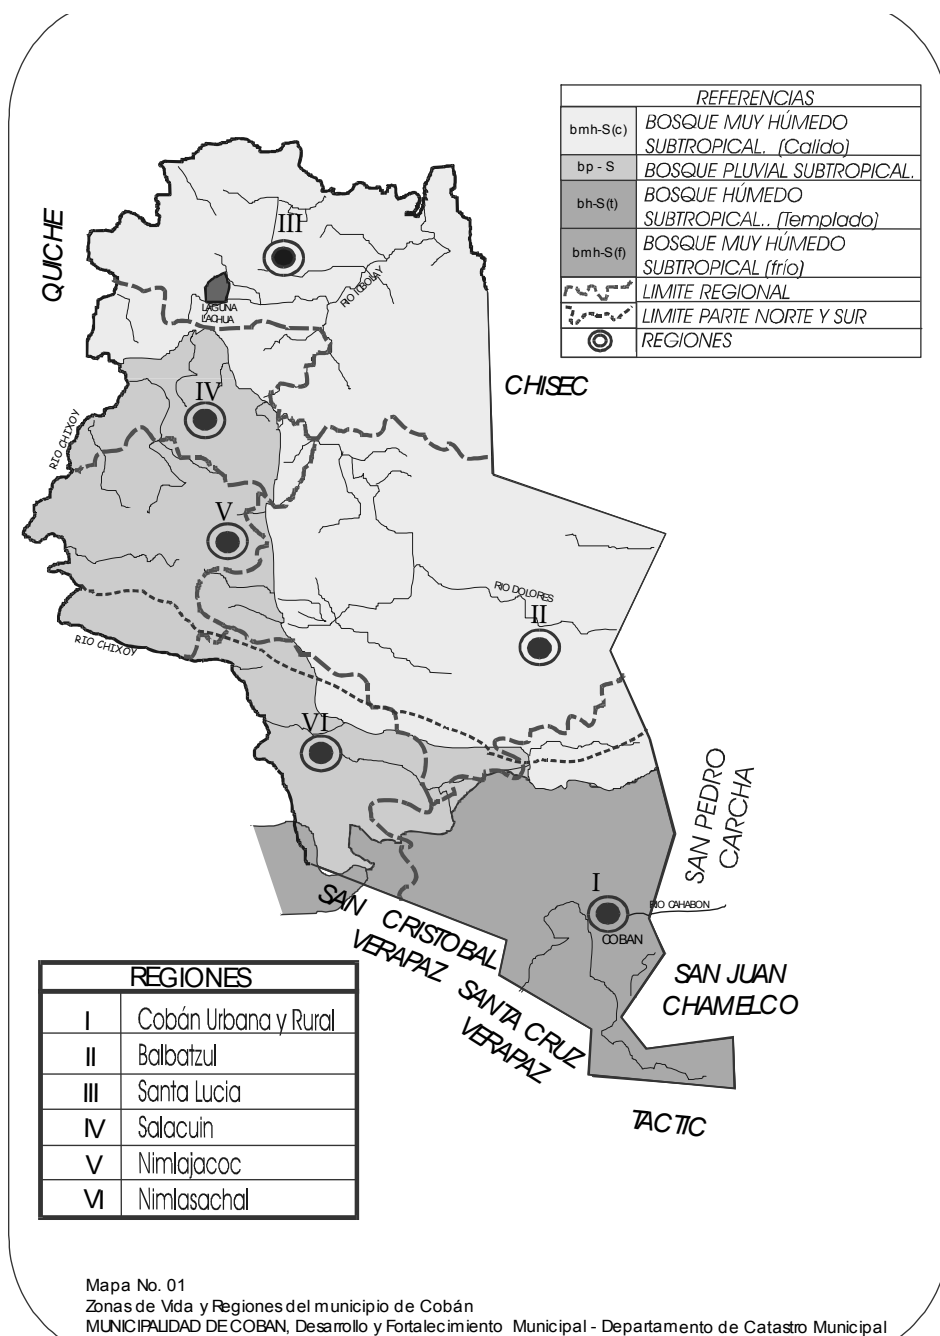 REFERENCIAS
bmh-S(c) BOSQUE MUY HÚMEDO
SUBTROPICAL. (Calido)
bp - S BOSQUE PLUVIAL SUBTROPICAL.
bh-S(t) BOSQUE HÚMEDO
SUBTROPICAL.. (Templado)
bmh-S(f) BOSQUE MUY HÚMEDO
SUBTROPICAL (frío)
LIMITE REGIONAL
LIMITE PARTE NORTE Y SUR
REGIONES
QUICHE
III
RIO ICBOLAY
LAGUNA
LACHUA
CHISEC
IV
RIO CHIXOY
V
RIO DOLORES
II
RIO CHIXOY
VI
SAN PEDRO
CARCHA
I
RIO CAHABON
COBAN
SAN CRISTOBAL
VERAPAZ
SANTA CRUZ
VERAPAZ
SAN JUAN
CHAMELCO
TACTIC
REGIONES
I Cobán Urbana y Rural
II Balbatzul
III Santa Lucia
IV Salacuin
V Nimlajacoc
VI Nimlasachal
Mapa No. 01
Zonas de Vida y Regiones del municipio de Cobán
MUNICIPALIDAD DE COBAN, Desarrollo y Fortalecimiento Municipal - Departamento de Catastro Municipal